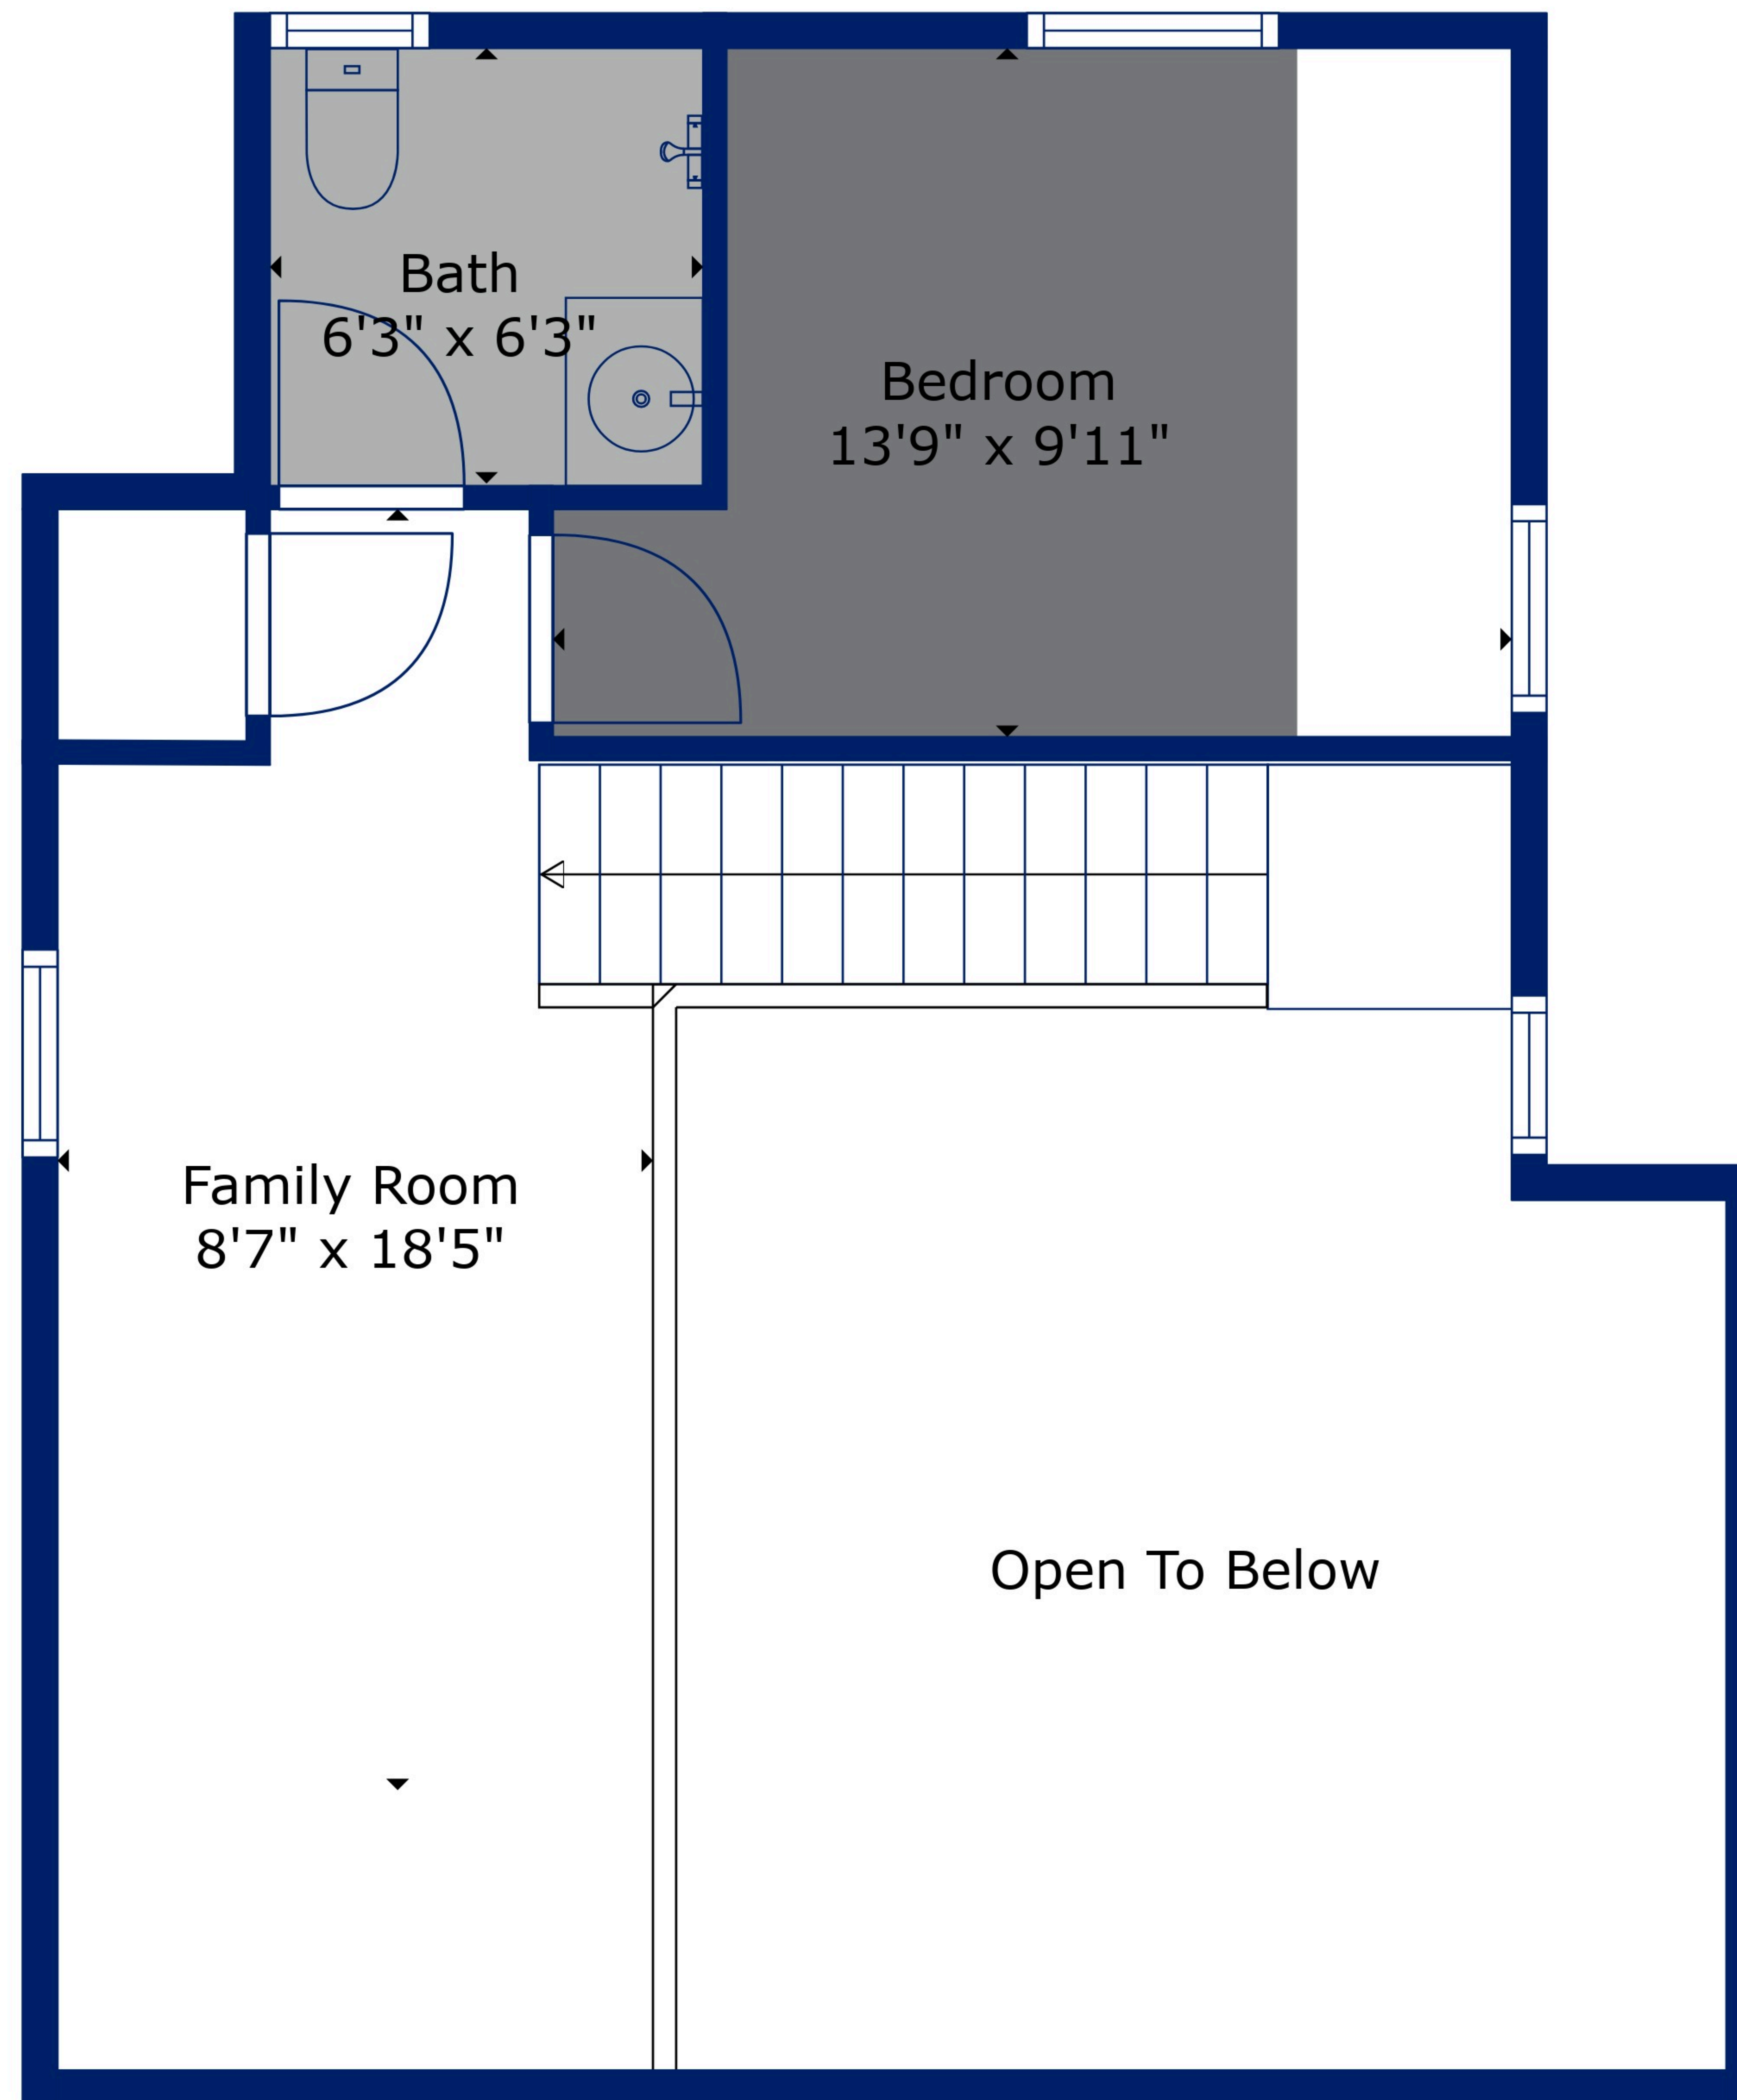 Bath
6'3" x 6'3"
Bedroom
13'9" x 9'11"
Family Room
8'7" x 18'5"
Open To Below